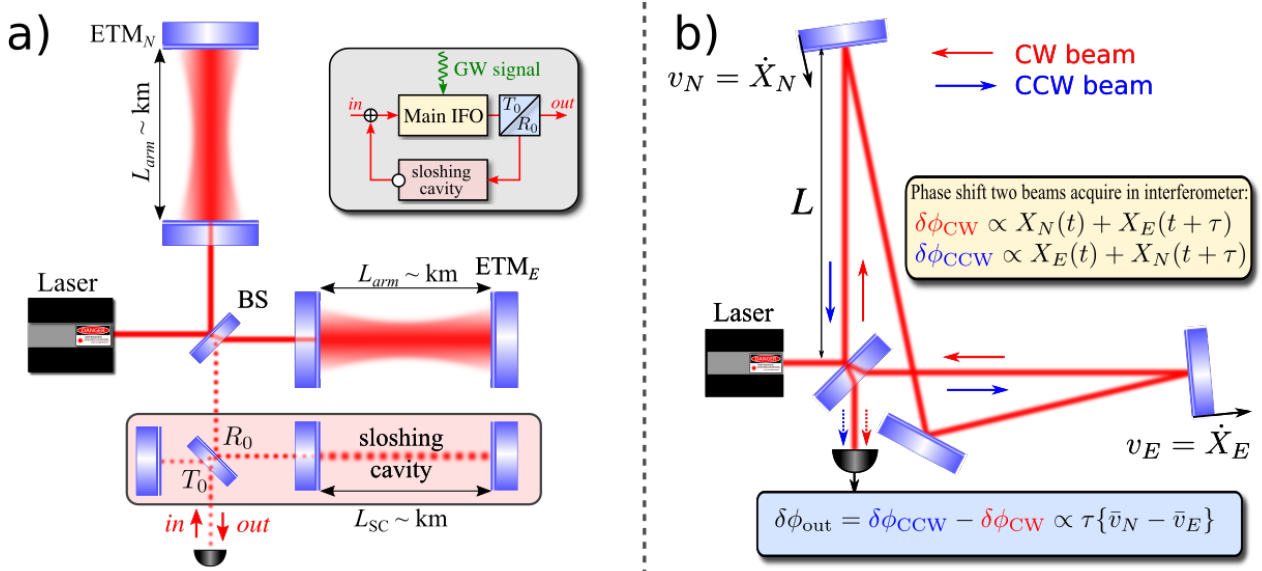 a)
ETM_N
L_arm ~ km
GW signal
in
Main IFO
T_0
R_0
out
sloshing
cavity
Laser
DANGER
BS
L_arm ~ km
ETM_E
R_0
T_0
sloshing
cavity
L_SC ~ km
in
out
b)
v_N = Ẋ_N
CW beam
CCW beam
L
Phase shift two beams acquire in interferometer:
δϕ_CW ∝ X_N(t) + X_E(t + τ)
δϕ_CCW ∝ X_E(t) + X_N(t + τ)
Laser
DANGER
v_E = Ẋ_E
δϕ_out = δϕ_CCW − δϕ_CW ∝ τ{v̄_N − v̄_E}